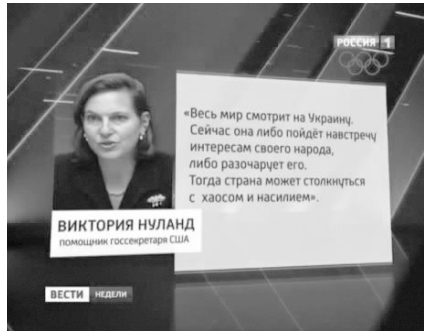 РОССИЯ 1
«Весь мир смотрит на Украину.
Сейчас она либо пойдёт навстречу
интересам своего народа,
либо разочарует его.
Тогда страна может столкнуться
с хаосом и насилием».
ВИКТОРИЯ НУЛАНД
помощник госсекретаря США
ВЕСТИ НЕДЕЛИ